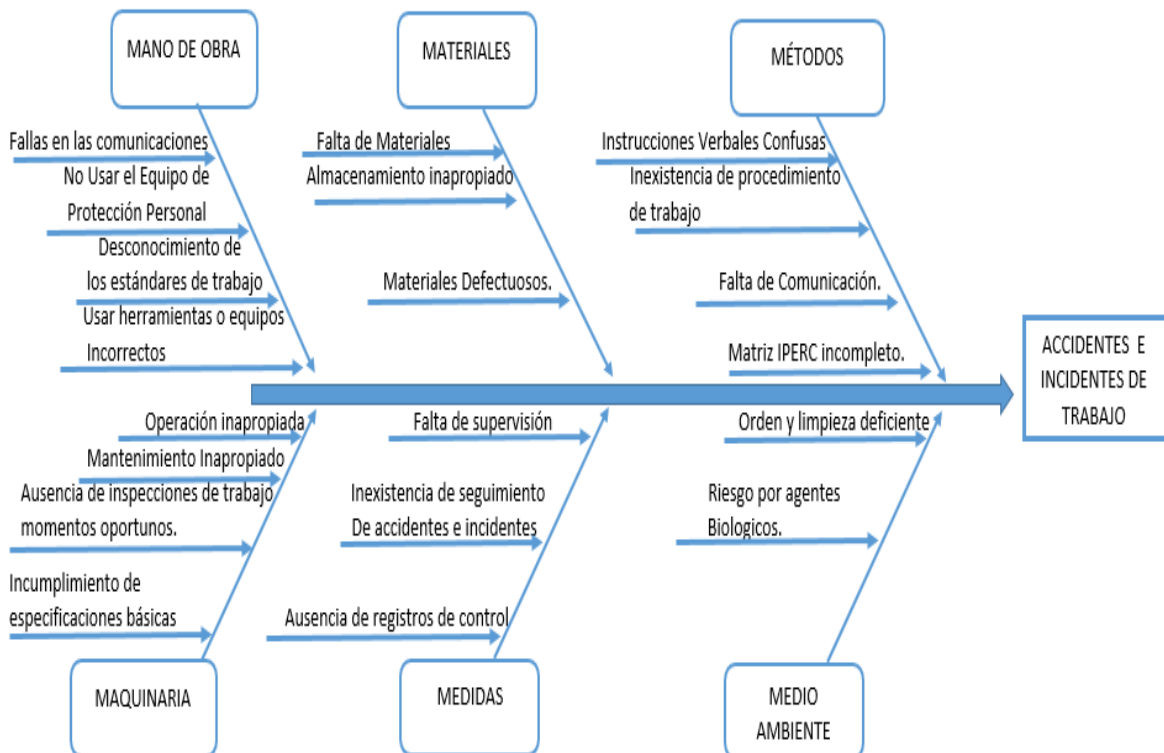 MANO DE OBRA
MATERIALES
MÉTODOS
Fallas en las comunicaciones
No Usar el Equipo de
Protección Personal
Desconocimiento de
los estándares de trabajo
Usar herramientas o equipos
Incorrectos
Falta de Materiales
Almacenamiento inapropiado
Materiales Defectuosos.
Instrucciones Verbales Confusas
Inexistencia de procedimiento
de trabajo
Falta de Comunicación.
Matriz IPERC incompleto.
ACCIDENTES E
INCIDENTES DE
TRABAJO
Operación inapropiada
Mantenimiento Inapropiado
Ausencia de inspecciones de trabajo
momentos oportunos.
Incumplimiento de
especificaciones básicas
Falta de supervisión
Inexistencia de seguimiento
De accidentes e incidentes
Ausencia de registros de control
Orden y limpieza deficiente
Riesgo por agentes
Biologicos.
MAQUINARIA
MEDIDAS
MEDIO
AMBIENTE